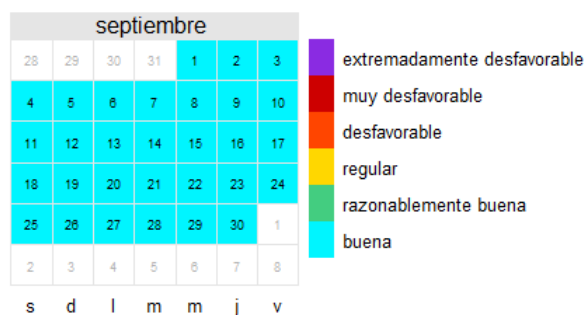 septiembre
28 29 30 31 1 2 3
4 5 6 7 8 9 10
11 12 13 14 15 16 17
18 19 20 21 22 23 24
25 26 27 28 29 30 1
2 3 4 5 6 7 8
s d l m m j v
extremadamente desfavorable
muy desfavorable
desfavorable
regular
razonablemente buena
buena